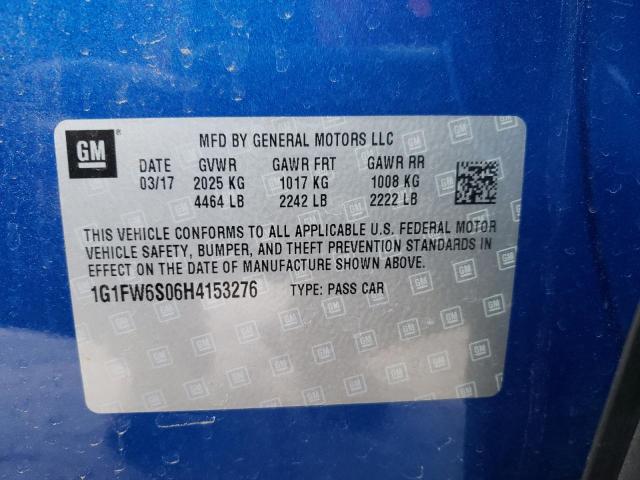 GM ®
MFD BY GENERAL MOTORS LLC
DATE GVWR GAWR FRT GAWR RR
03/17 2025 KG 1017 KG 1008 KG
4464 LB 2242 LB 2222 LB
THIS VEHICLE CONFORMS TO ALL APPLICABLE U.S. FEDERAL MOTOR
VEHICLE SAFETY, BUMPER, AND THEFT PREVENTION STANDARDS IN
EFFECT ON THE DATE OF MANUFACTURE SHOWN ABOVE.
1G1FW6S06H4153276 TYPE: PASS CAR